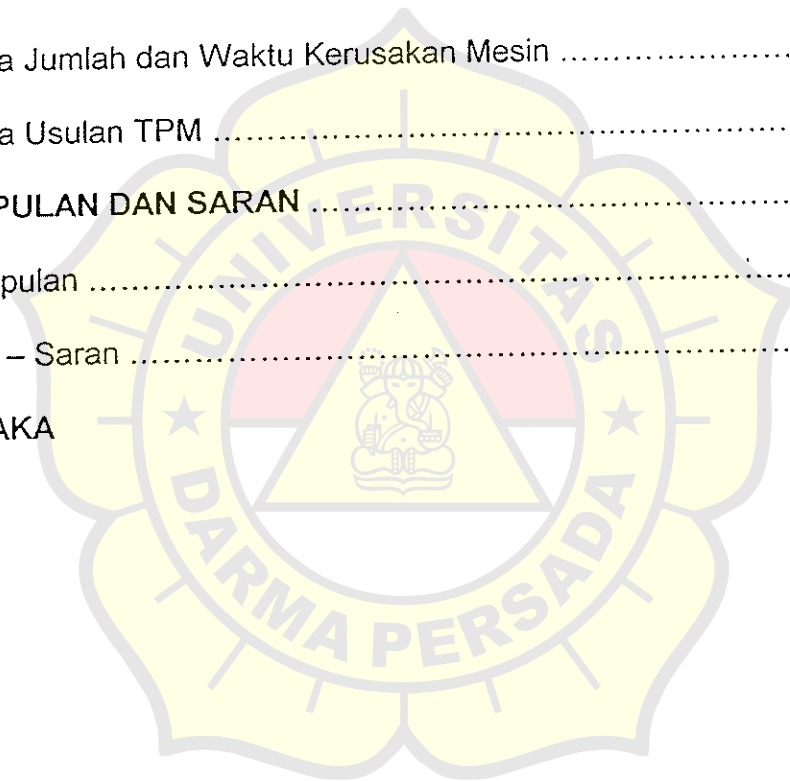 a Jumlah dan Waktu Kerusakan Mesin ........................
a Usulan TPM ............................................................
PULAN DAN SARAN ..................................................
pulan ........................................................................
– Saran ....................................................................
AKA
UNIVERSITAS
DARMA PERSADA